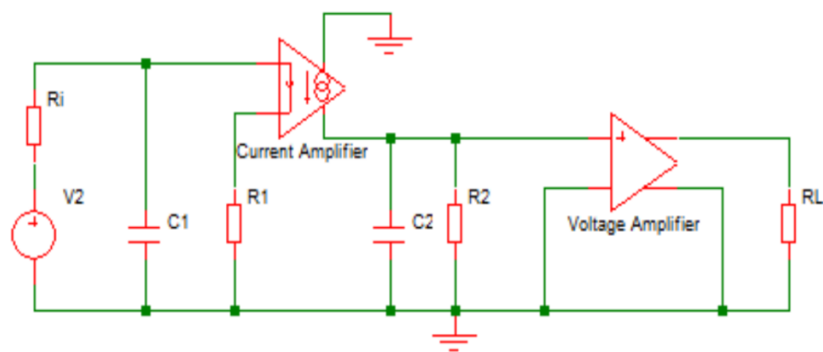 Ri
V2
C1
R1
Current Amplifier
C2
R2
Voltage Amplifier
RL